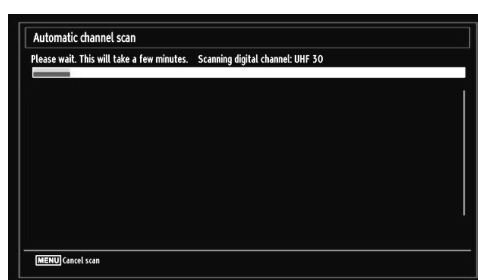 Automatic channel scan
Please wait. This will take a few minutes. Scanning digital channel: UHF 30
MENU Cancel scan